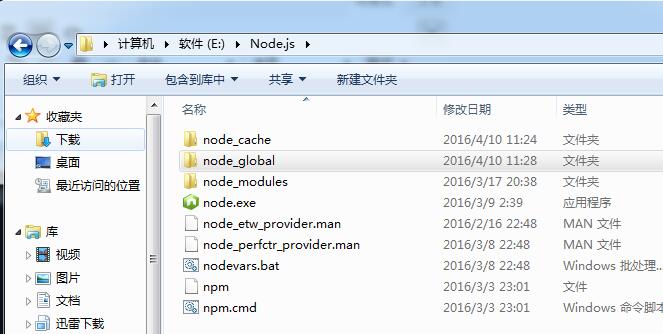 计算机 软件 (E:) Node.js
组织 打开 包含到库中 共享 新建文件夹
收藏夹
下载
桌面
最近访问的位置
库
视频
图片
文档
迅雷下载
名称 修改日期 类型
node_cache 2016/4/10 11:24 文件夹
node_global 2016/4/10 11:28 文件夹
node_modules 2016/3/17 20:38 文件夹
node.exe 2016/3/9 2:39 应用程序
node_etw_provider.man 2016/2/16 22:48 MAN 文件
node_perfctr_provider.man 2016/3/8 22:48 MAN 文件
nodevars.bat 2016/3/8 22:48 Windows 批处理...
npm 2016/3/3 23:01 文件
npm.cmd 2016/3/3 23:01 Windows 命令脚本